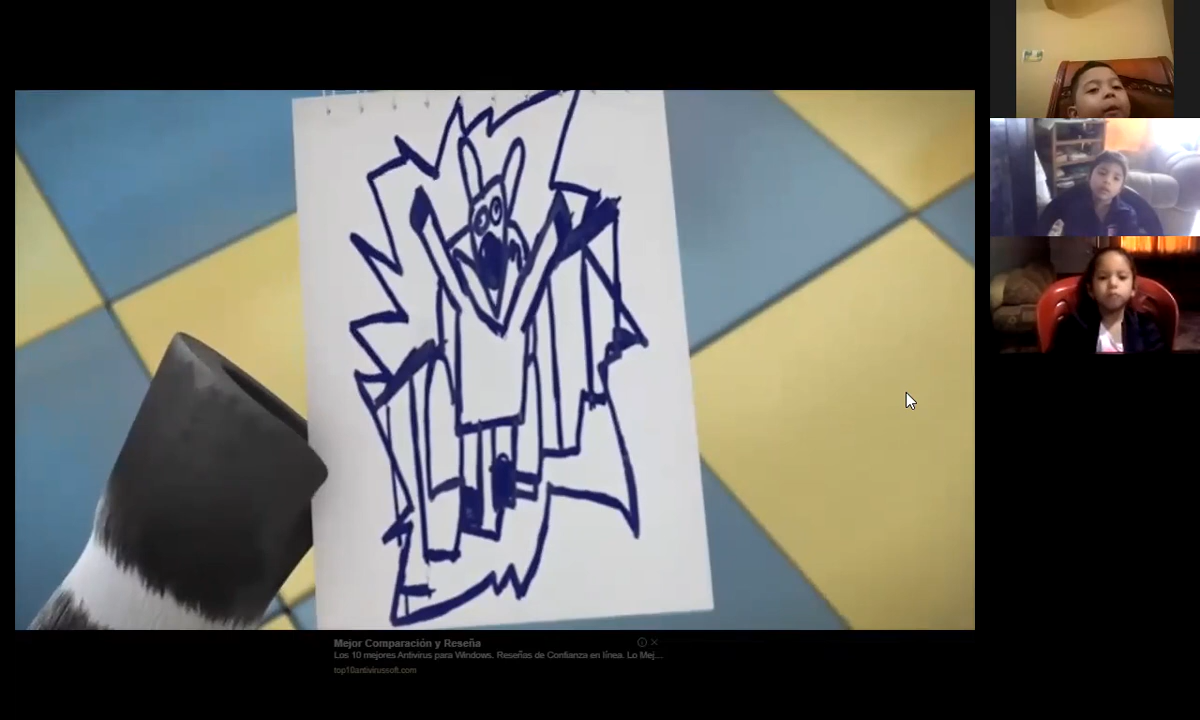 Mejor Comparación y Reseña
Los 10 mejores Antivirus para Windows. Reseñas de Confianza en línea. Lo Mej...
top10antivirussoft.com